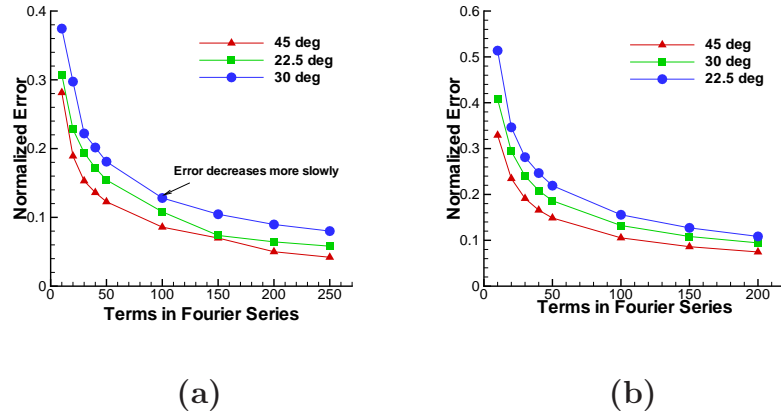 0.4
0.3
0.2
0.1
0
Normalized Error
45 deg
22.5 deg
30 deg
Error decreases more slowly
0 50 100 150 200 250
Terms in Fourier Series
(a)
0.6
0.5
0.4
0.3
0.2
0.1
0
Normalized Error
45 deg
30 deg
22.5 deg
0 50 100 150 200
Terms in Fourier Series
(b)